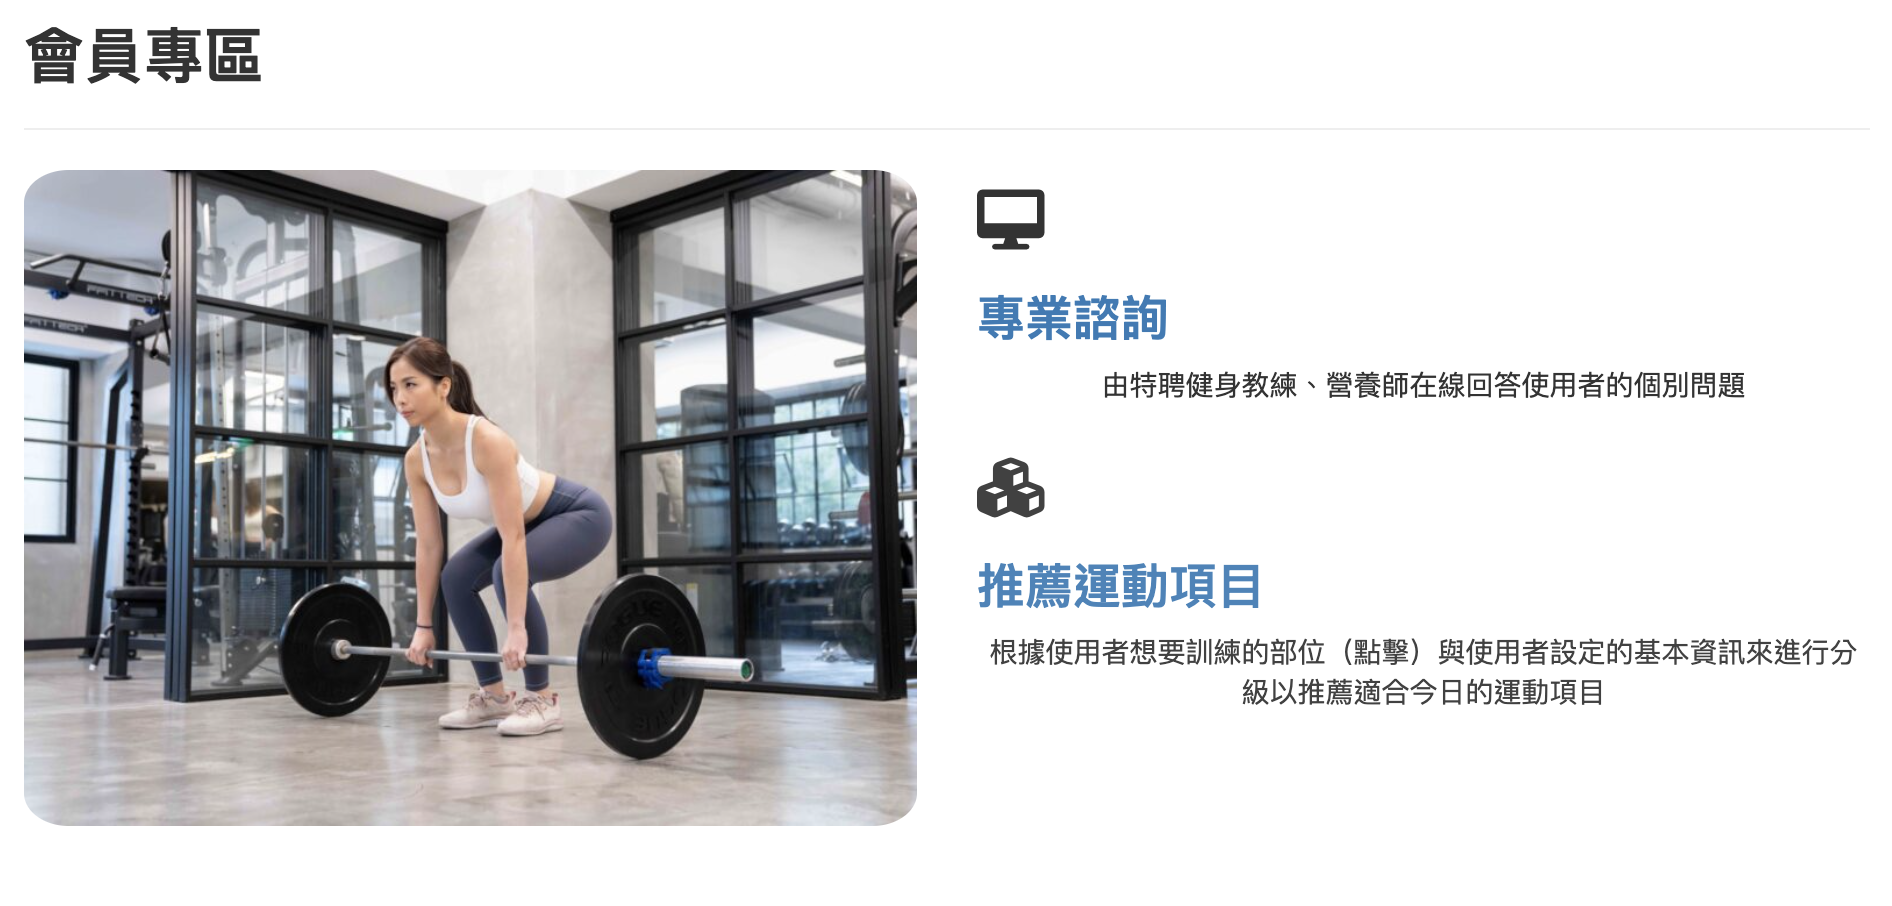 會員專區
FITTECH
FITTECH
專業諮詢
由特聘健身教練、營養師在線回答使用者的個別問題
推薦運動項目
根據使用者想要訓練的部位（點擊）與使用者設定的基本資訊來進行分
級以推薦適合今日的運動項目